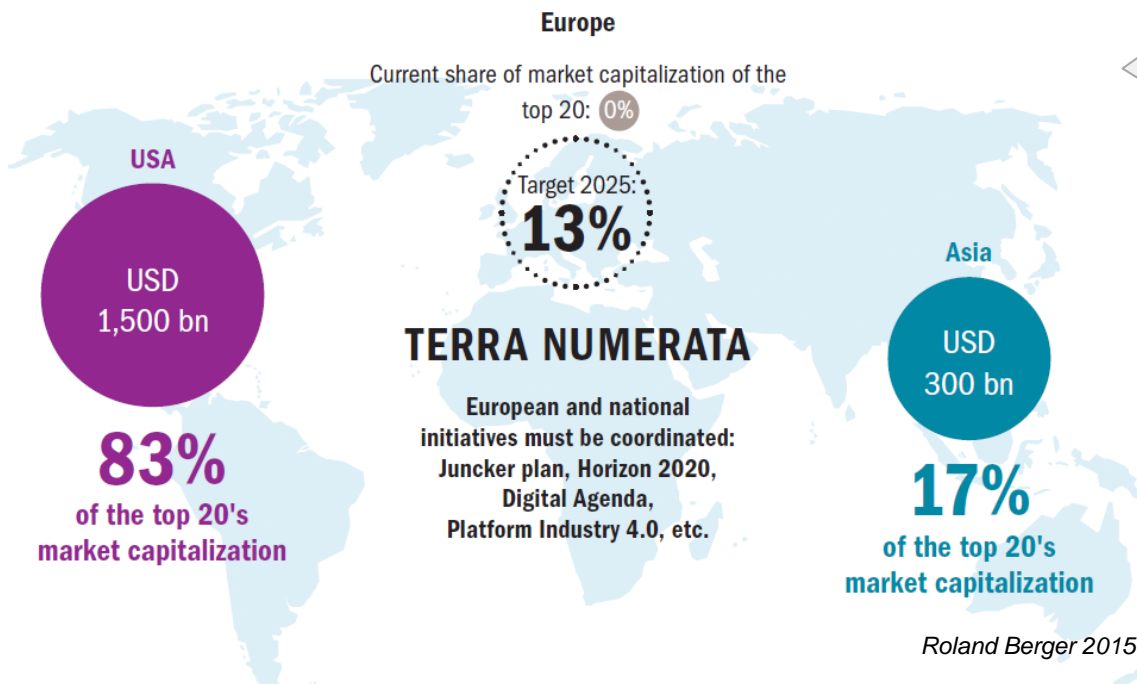 Europe
Current share of market capitalization of the
top 20: 0%
USA
Target 2025:
13%
USD
1,500 bn
Asia
USD
300 bn
TERRA NUMERATA
European and national
initiatives must be coordinated:
Juncker plan, Horizon 2020,
Digital Agenda,
Platform Industry 4.0, etc.
83%
of the top 20's
market capitalization
17%
of the top 20's
market capitalization
Roland Berger 2015